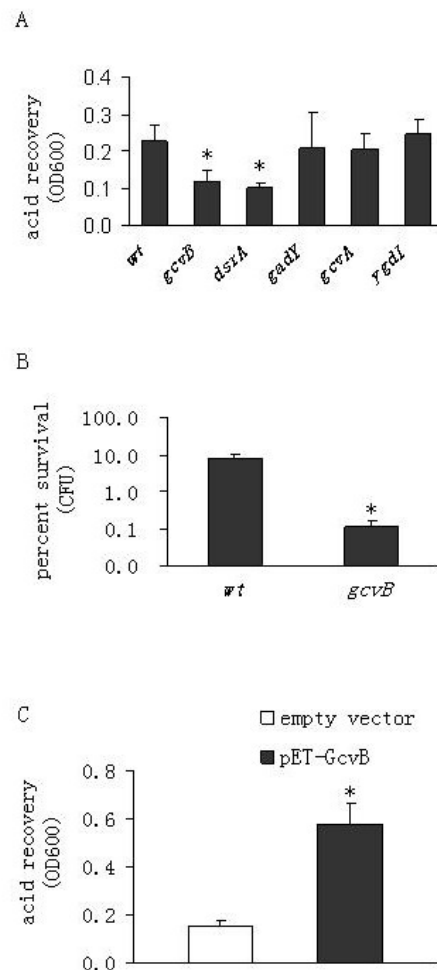 A
acid recovery
(OD600)
0.4
0.3
0.2
0.1
0.0
wt
gcvB
dsrA
gadY
gcvA
ygdI
*
*
B
percent survival
(CFU)
100.0
10.0
1.0
0.1
0.0
wt
gcvB
*
C
empty vector
pET-GcvB
acid recovery
(OD600)
0.8
0.6
0.4
0.2
0.0
*